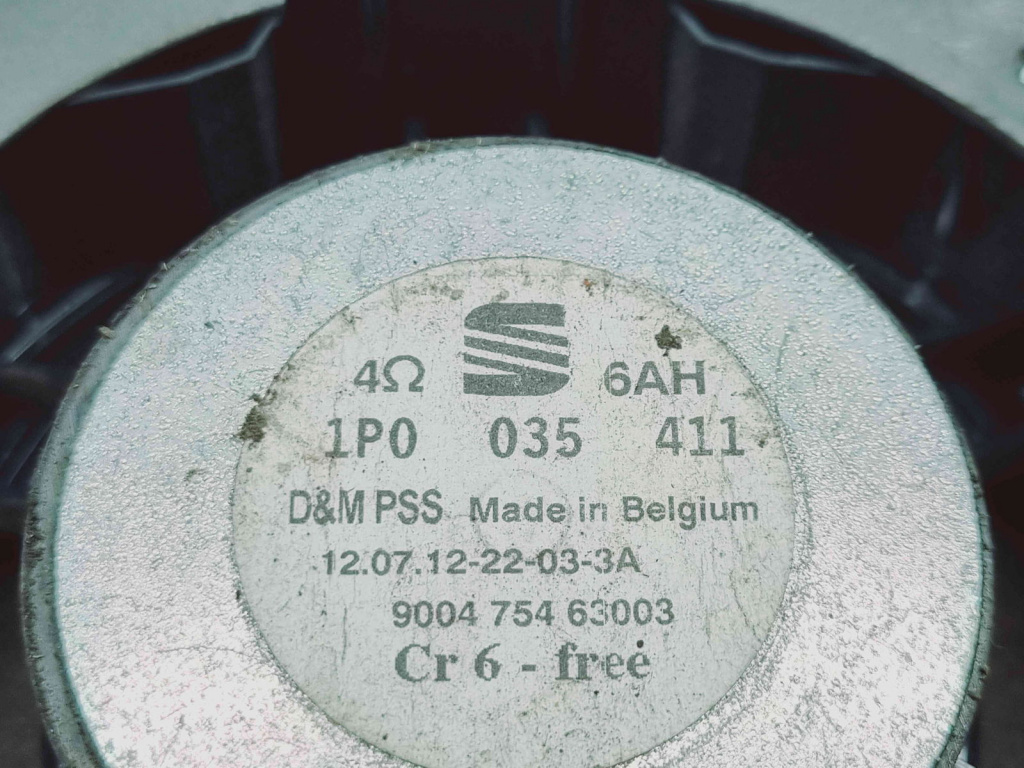 4Ω 6AH
1P0 035 411
D&M PSS Made in Belgium
12.07.12-22-03-3A
9004 754 63003
Cr 6 - free